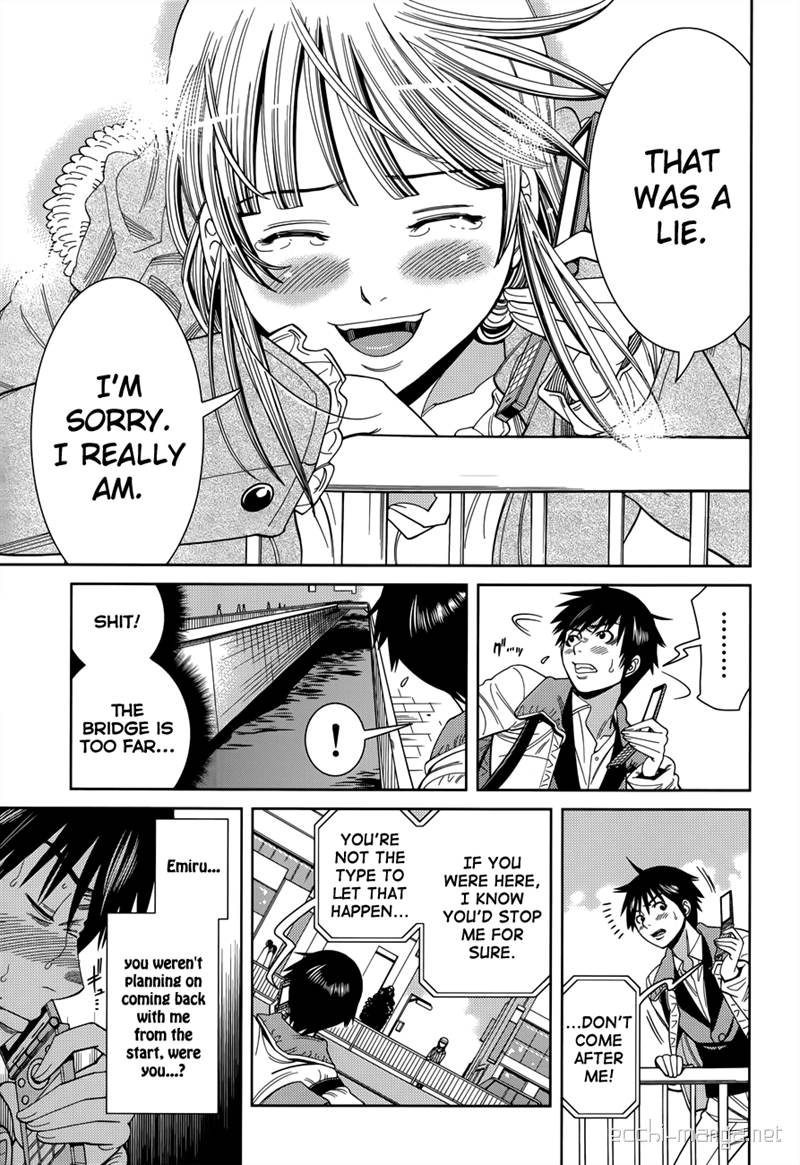 THAT
WAS A
LIE.
I'M
SORRY.
I REALLY
AM.
.........
!
SHIT!
THE
BRIDGE IS
TOO FAR...
...DON'T
COME
AFTER
ME!
IF YOU
WERE HERE,
I KNOW
YOU'D STOP
ME FOR
SURE.
YOU'RE
NOT THE
TYPE TO
LET THAT
HAPPEN...
Emiru...
you weren't
planning on
coming back
with me
from the
start, were
you...?
ecchi-manga.net